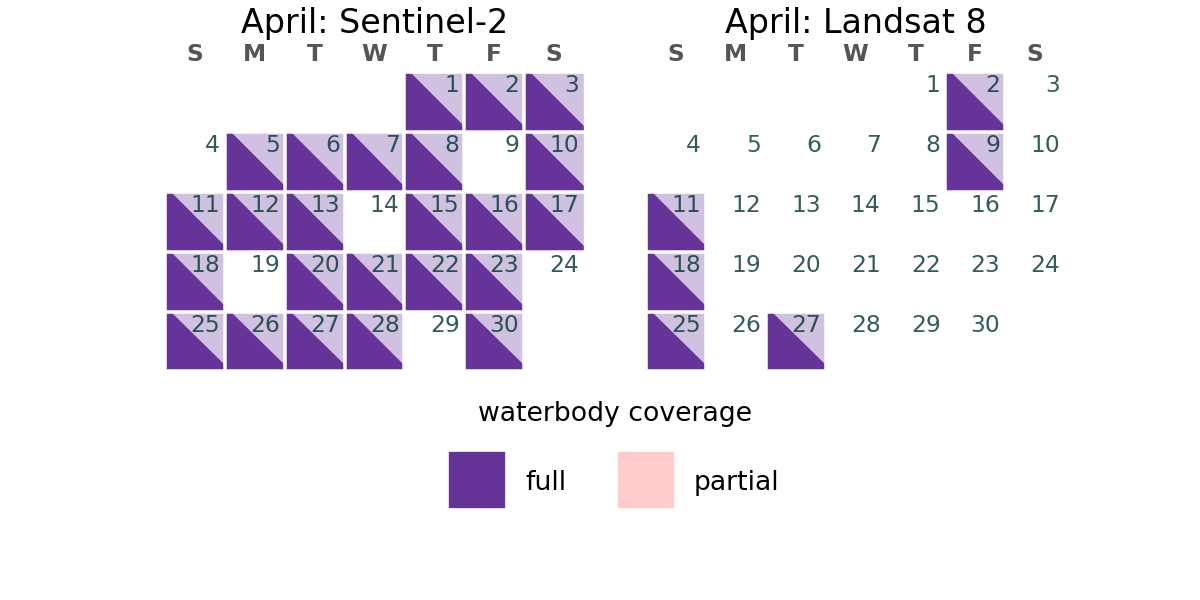 April: Sentinel-2
S M T W T F S
1 2 3
4 5 6 7 8 9 10
11 12 13 14 15 16 17
18 19 20 21 22 23 24
25 26 27 28 29 30
April: Landsat 8
S M T W T F S
1 2 3
4 5 6 7 8 9 10
11 12 13 14 15 16 17
18 19 20 21 22 23 24
25 26 27 28 29 30
waterbody coverage
full partial